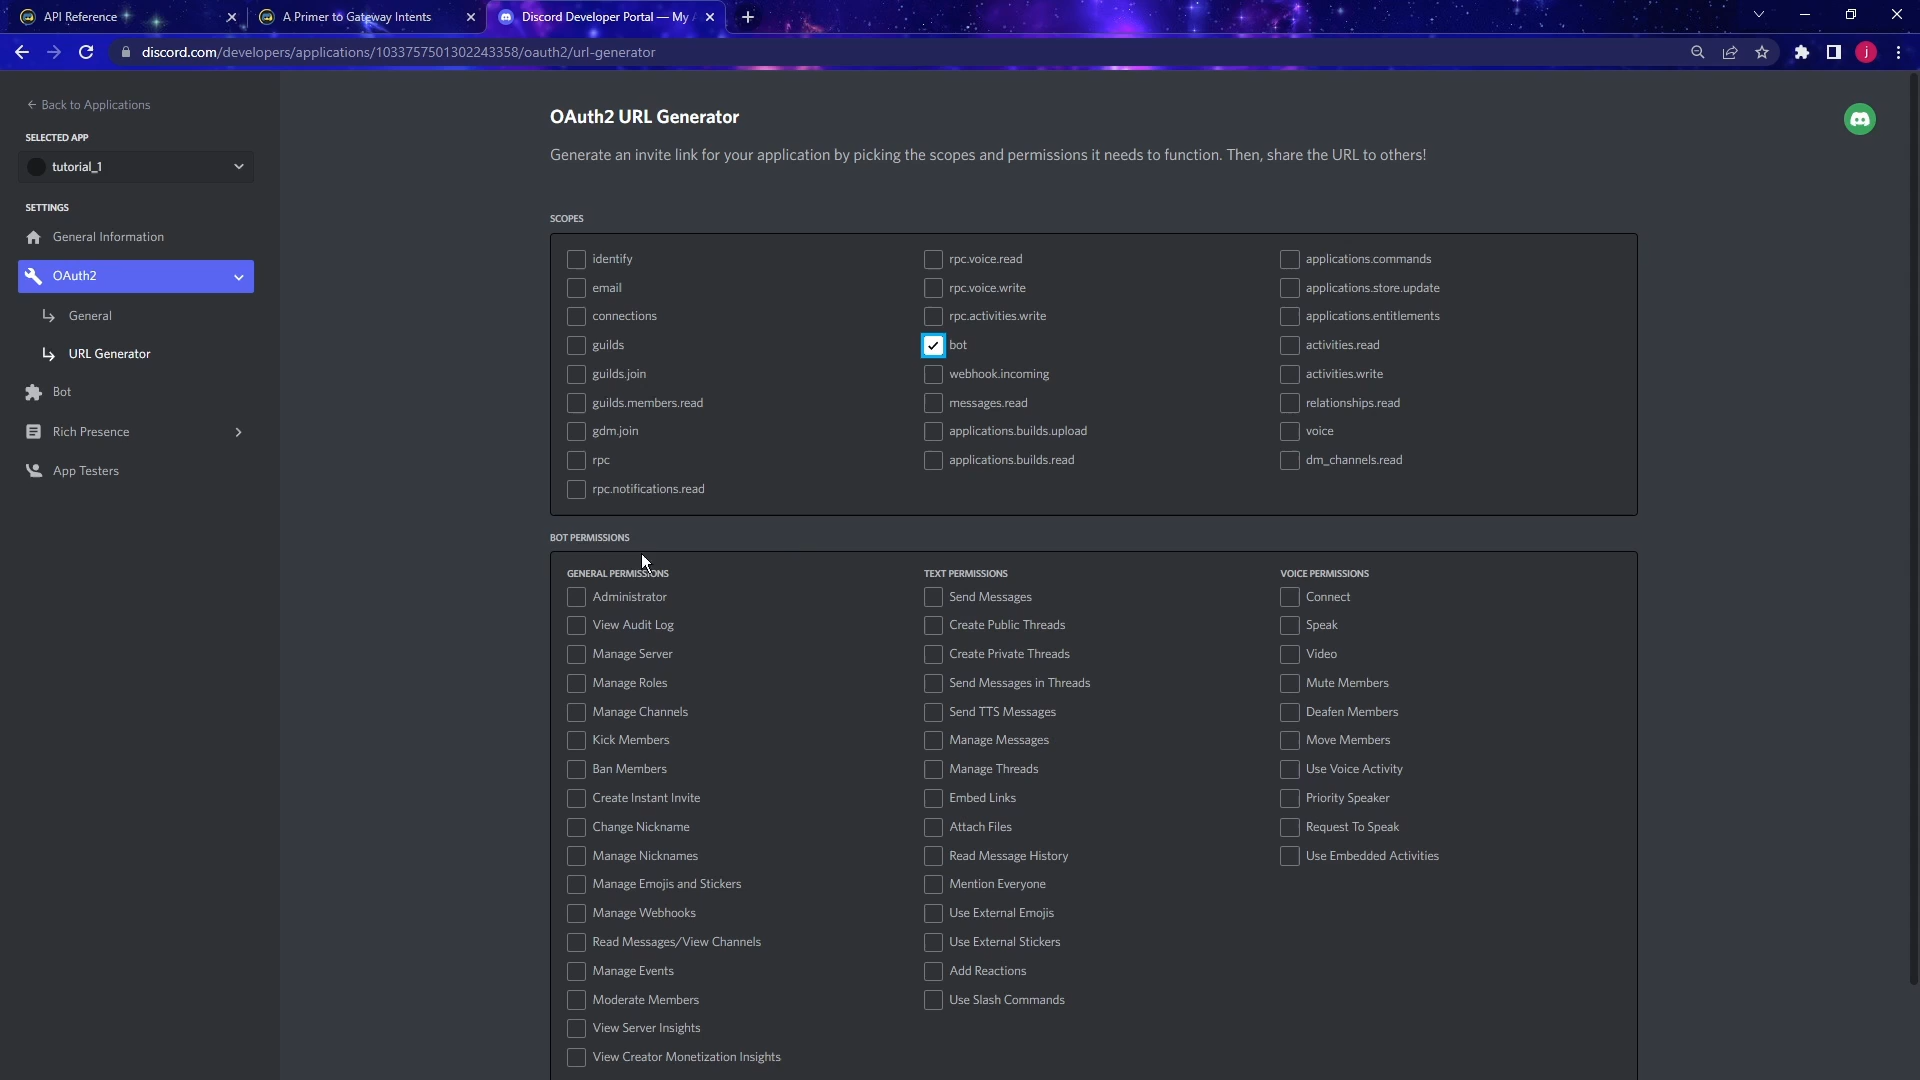 API Reference
A Primer to Gateway Intents
Discord Developer Portal — My
discord.com/developers/applications/1033757501302243358/oauth2/url-generator
j
Back to Applications
SELECTED APP
tutorial_1
SETTINGS
General Information
OAuth2
General
URL Generator
Bot
Rich Presence
App Testers
OAuth2 URL Generator
Generate an invite link for your application by picking the scopes and permissions it needs to function. Then, share the URL to others!
SCOPES
identify
email
connections
guilds
guilds.join
guilds.members.read
gdm.join
rpc
rpc.notifications.read
rpc.voice.read
rpc.voice.write
rpc.activities.write
bot
webhook.incoming
messages.read
applications.builds.upload
applications.builds.read
applications.commands
applications.store.update
applications.entitlements
activities.read
activities.write
relationships.read
voice
dm_channels.read
BOT PERMISSIONS
GENERAL PERMISSIONS
Administrator
View Audit Log
Manage Server
Manage Roles
Manage Channels
Kick Members
Ban Members
Create Instant Invite
Change Nickname
Manage Nicknames
Manage Emojis and Stickers
Manage Webhooks
Read Messages/View Channels
Manage Events
Moderate Members
View Server Insights
View Creator Monetization Insights
TEXT PERMISSIONS
Send Messages
Create Public Threads
Create Private Threads
Send Messages in Threads
Send TTS Messages
Manage Messages
Manage Threads
Embed Links
Attach Files
Read Message History
Mention Everyone
Use External Emojis
Use External Stickers
Add Reactions
Use Slash Commands
VOICE PERMISSIONS
Connect
Speak
Video
Mute Members
Deafen Members
Move Members
Use Voice Activity
Priority Speaker
Request To Speak
Use Embedded Activities